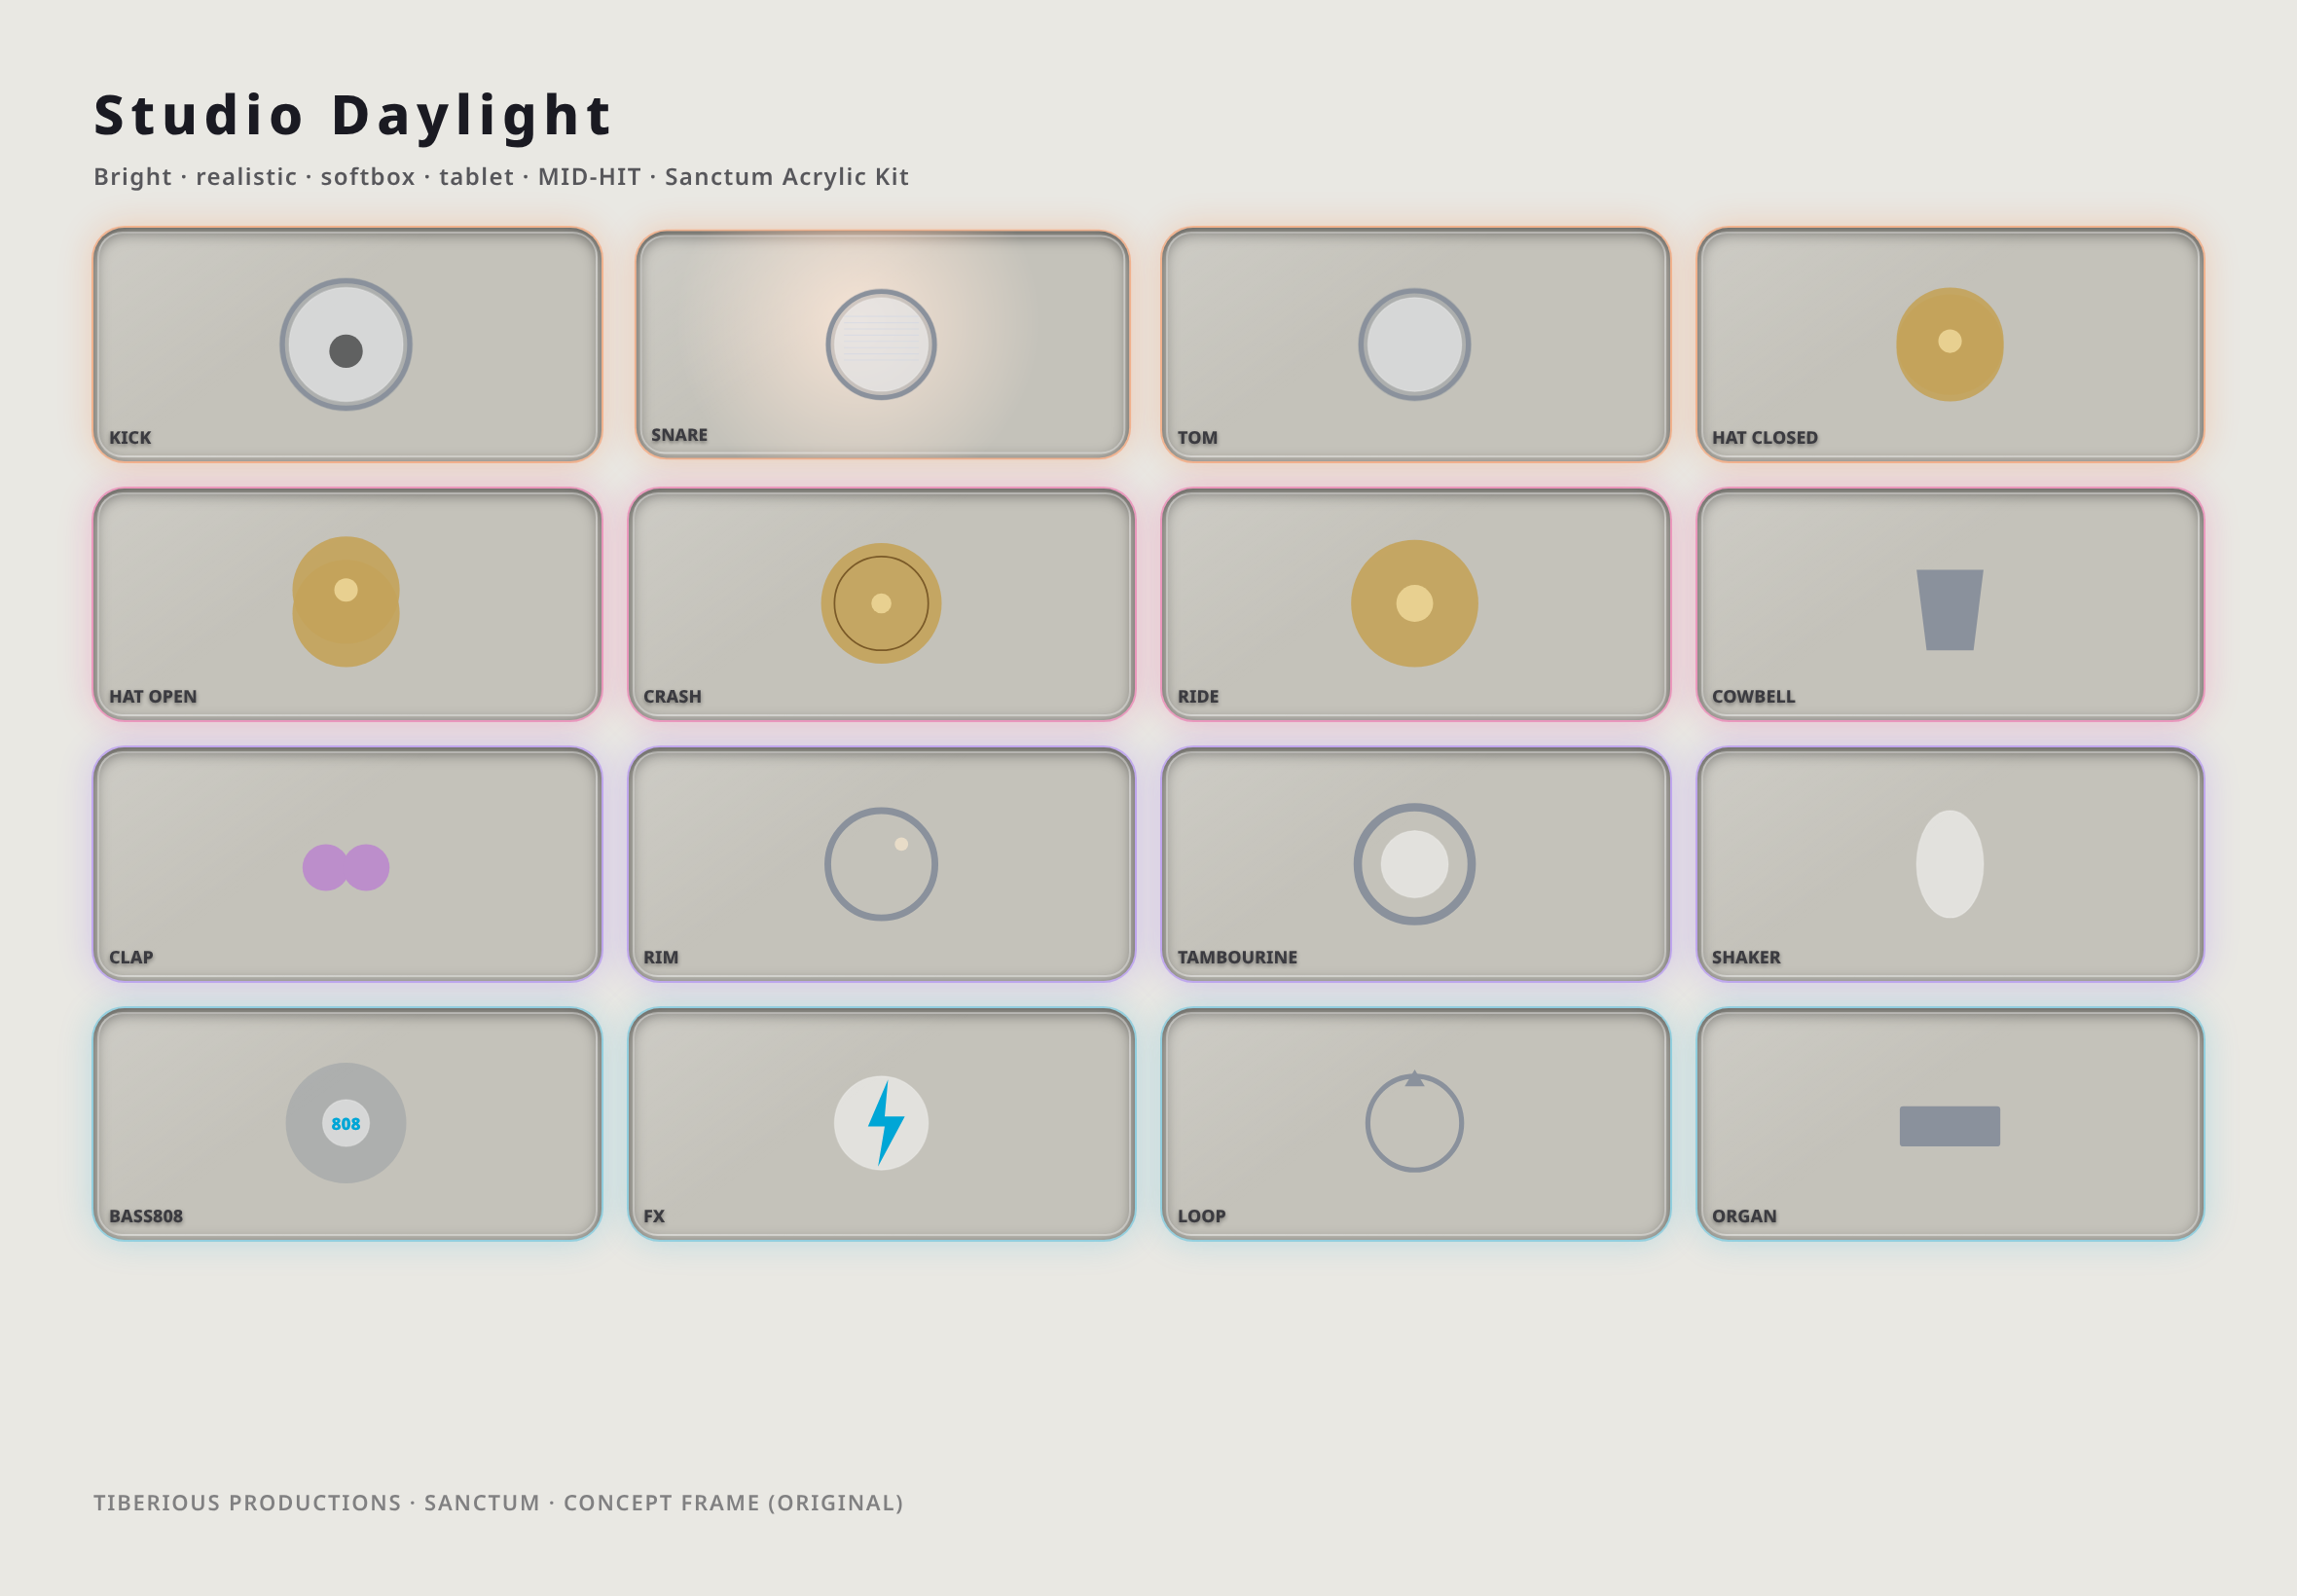 Studio Daylight
Bright · realistic · softbox · tablet · MID-HIT · Sanctum Acrylic Kit
KICK
SNARE
TOM
HAT CLOSED
HAT OPEN
CRASH
RIDE
COWBELL
CLAP
RIM
TAMBOURINE
SHAKER
808
BASS808
FX
LOOP
ORGAN
TIBERIOUS PRODUCTIONS · SANCTUM · CONCEPT FRAME (ORIGINAL)